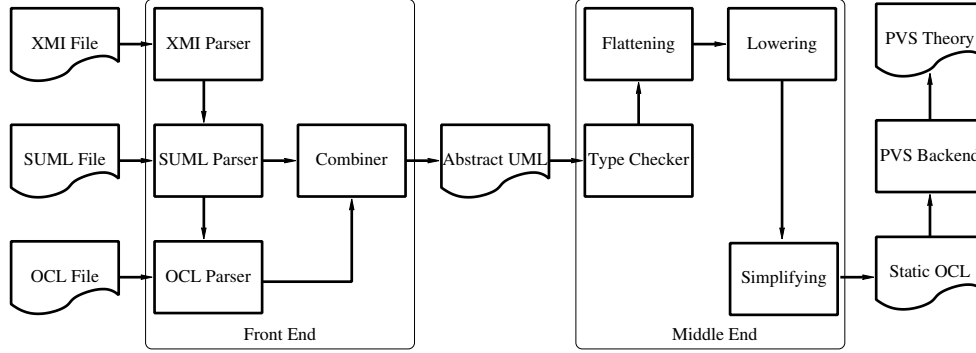 XMI File
XMI Parser
Flattening
Lowering
PVS Theory
SUML File
SUML Parser
Combiner
Abstract UML
Type Checker
PVS Backend
OCL File
OCL Parser
Simplifying
Static OCL
Front End
Middle End